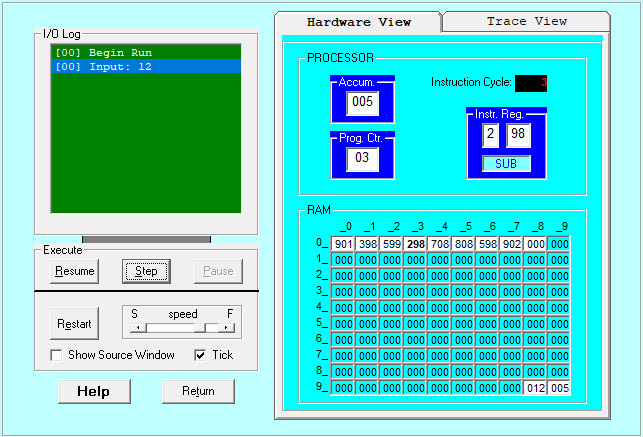 Hardware View
Trace View
I/O Log
[00] Begin Run
[00] Input: 12
Execute
Resume
Step
Pause
Restart
S speed F
Show Source Window
Tick
Help
Return
PROCESSOR
Accum.
005
Instruction Cycle: 3
Prog. Ctr.
03
Instr. Reg.
2 98
SUB
RAM
_0 _1 _2 _3 _4 _5 _6 _7 _8 _9
0_ 901 398 599 298 708 808 598 902 000 000
1_ 000 000 000 000 000 000 000 000 000 000
2_ 000 000 000 000 000 000 000 000 000 000
3_ 000 000 000 000 000 000 000 000 000 000
4_ 000 000 000 000 000 000 000 000 000 000
5_ 000 000 000 000 000 000 000 000 000 000
6_ 000 000 000 000 000 000 000 000 000 000
7_ 000 000 000 000 000 000 000 000 000 000
8_ 000 000 000 000 000 000 000 000 000 000
9_ 000 000 000 000 000 000 000 000 012 005